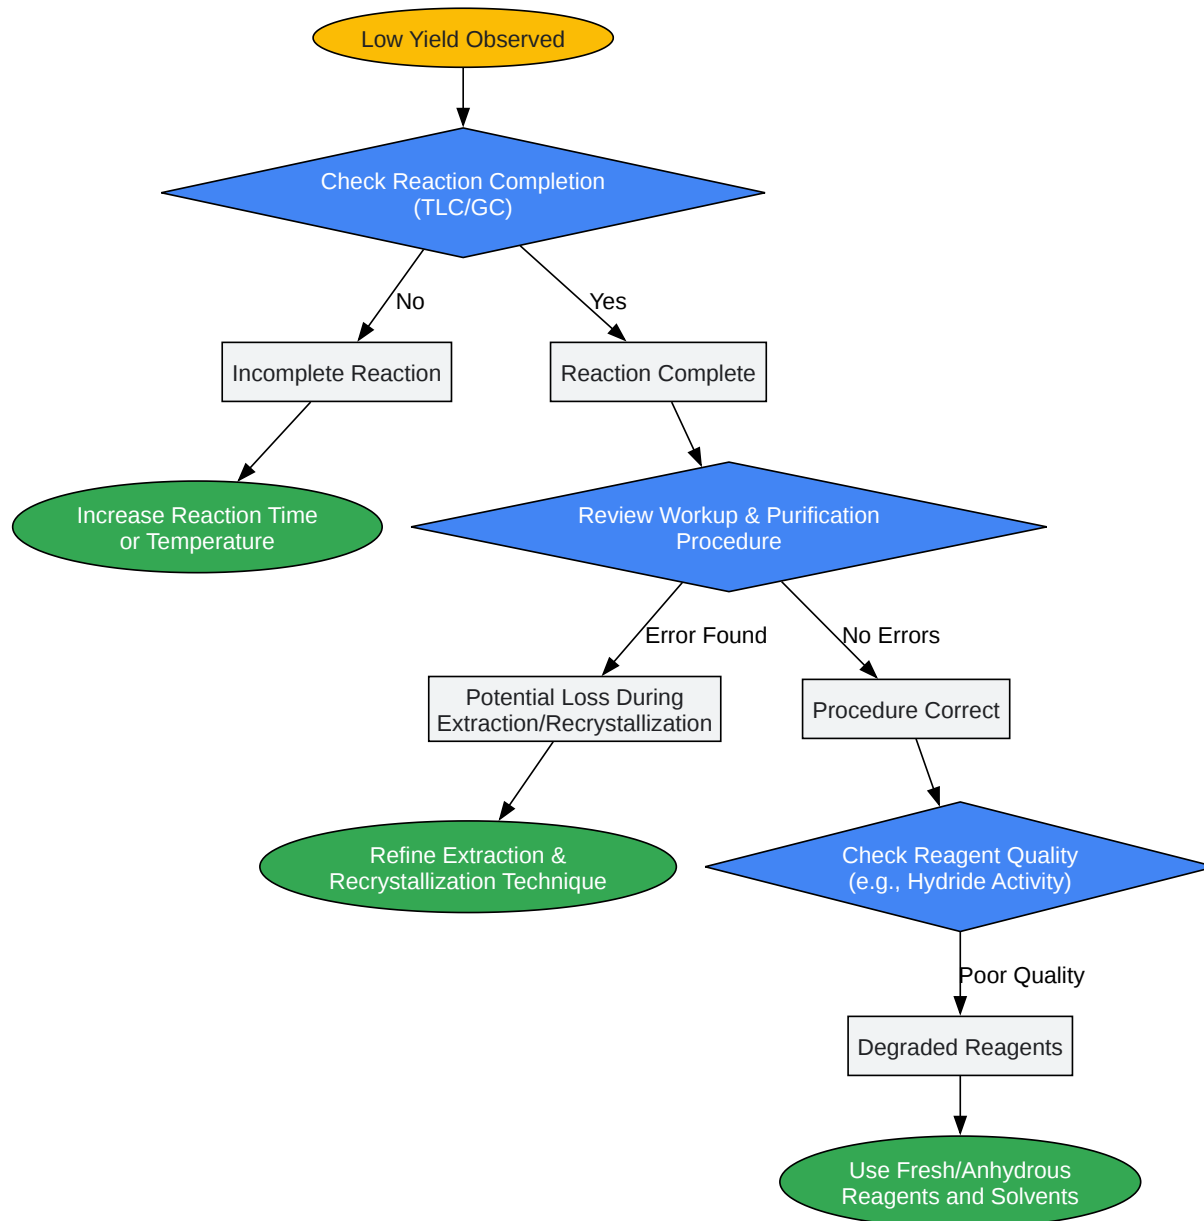 Low Yield Observed
Check Reaction Completion
(TLC/GC)
No
Yes
Incomplete Reaction
Reaction Complete
Increase Reaction Time
or Temperature
Review Workup & Purification
Procedure
Error Found
No Errors
Potential Loss During
Extraction/Recrystallization
Procedure Correct
Refine Extraction &
Recrystallization Technique
Check Reagent Quality
(e.g., Hydride Activity)
Poor Quality
Degraded Reagents
Use Fresh/Anhydrous
Reagents and Solvents